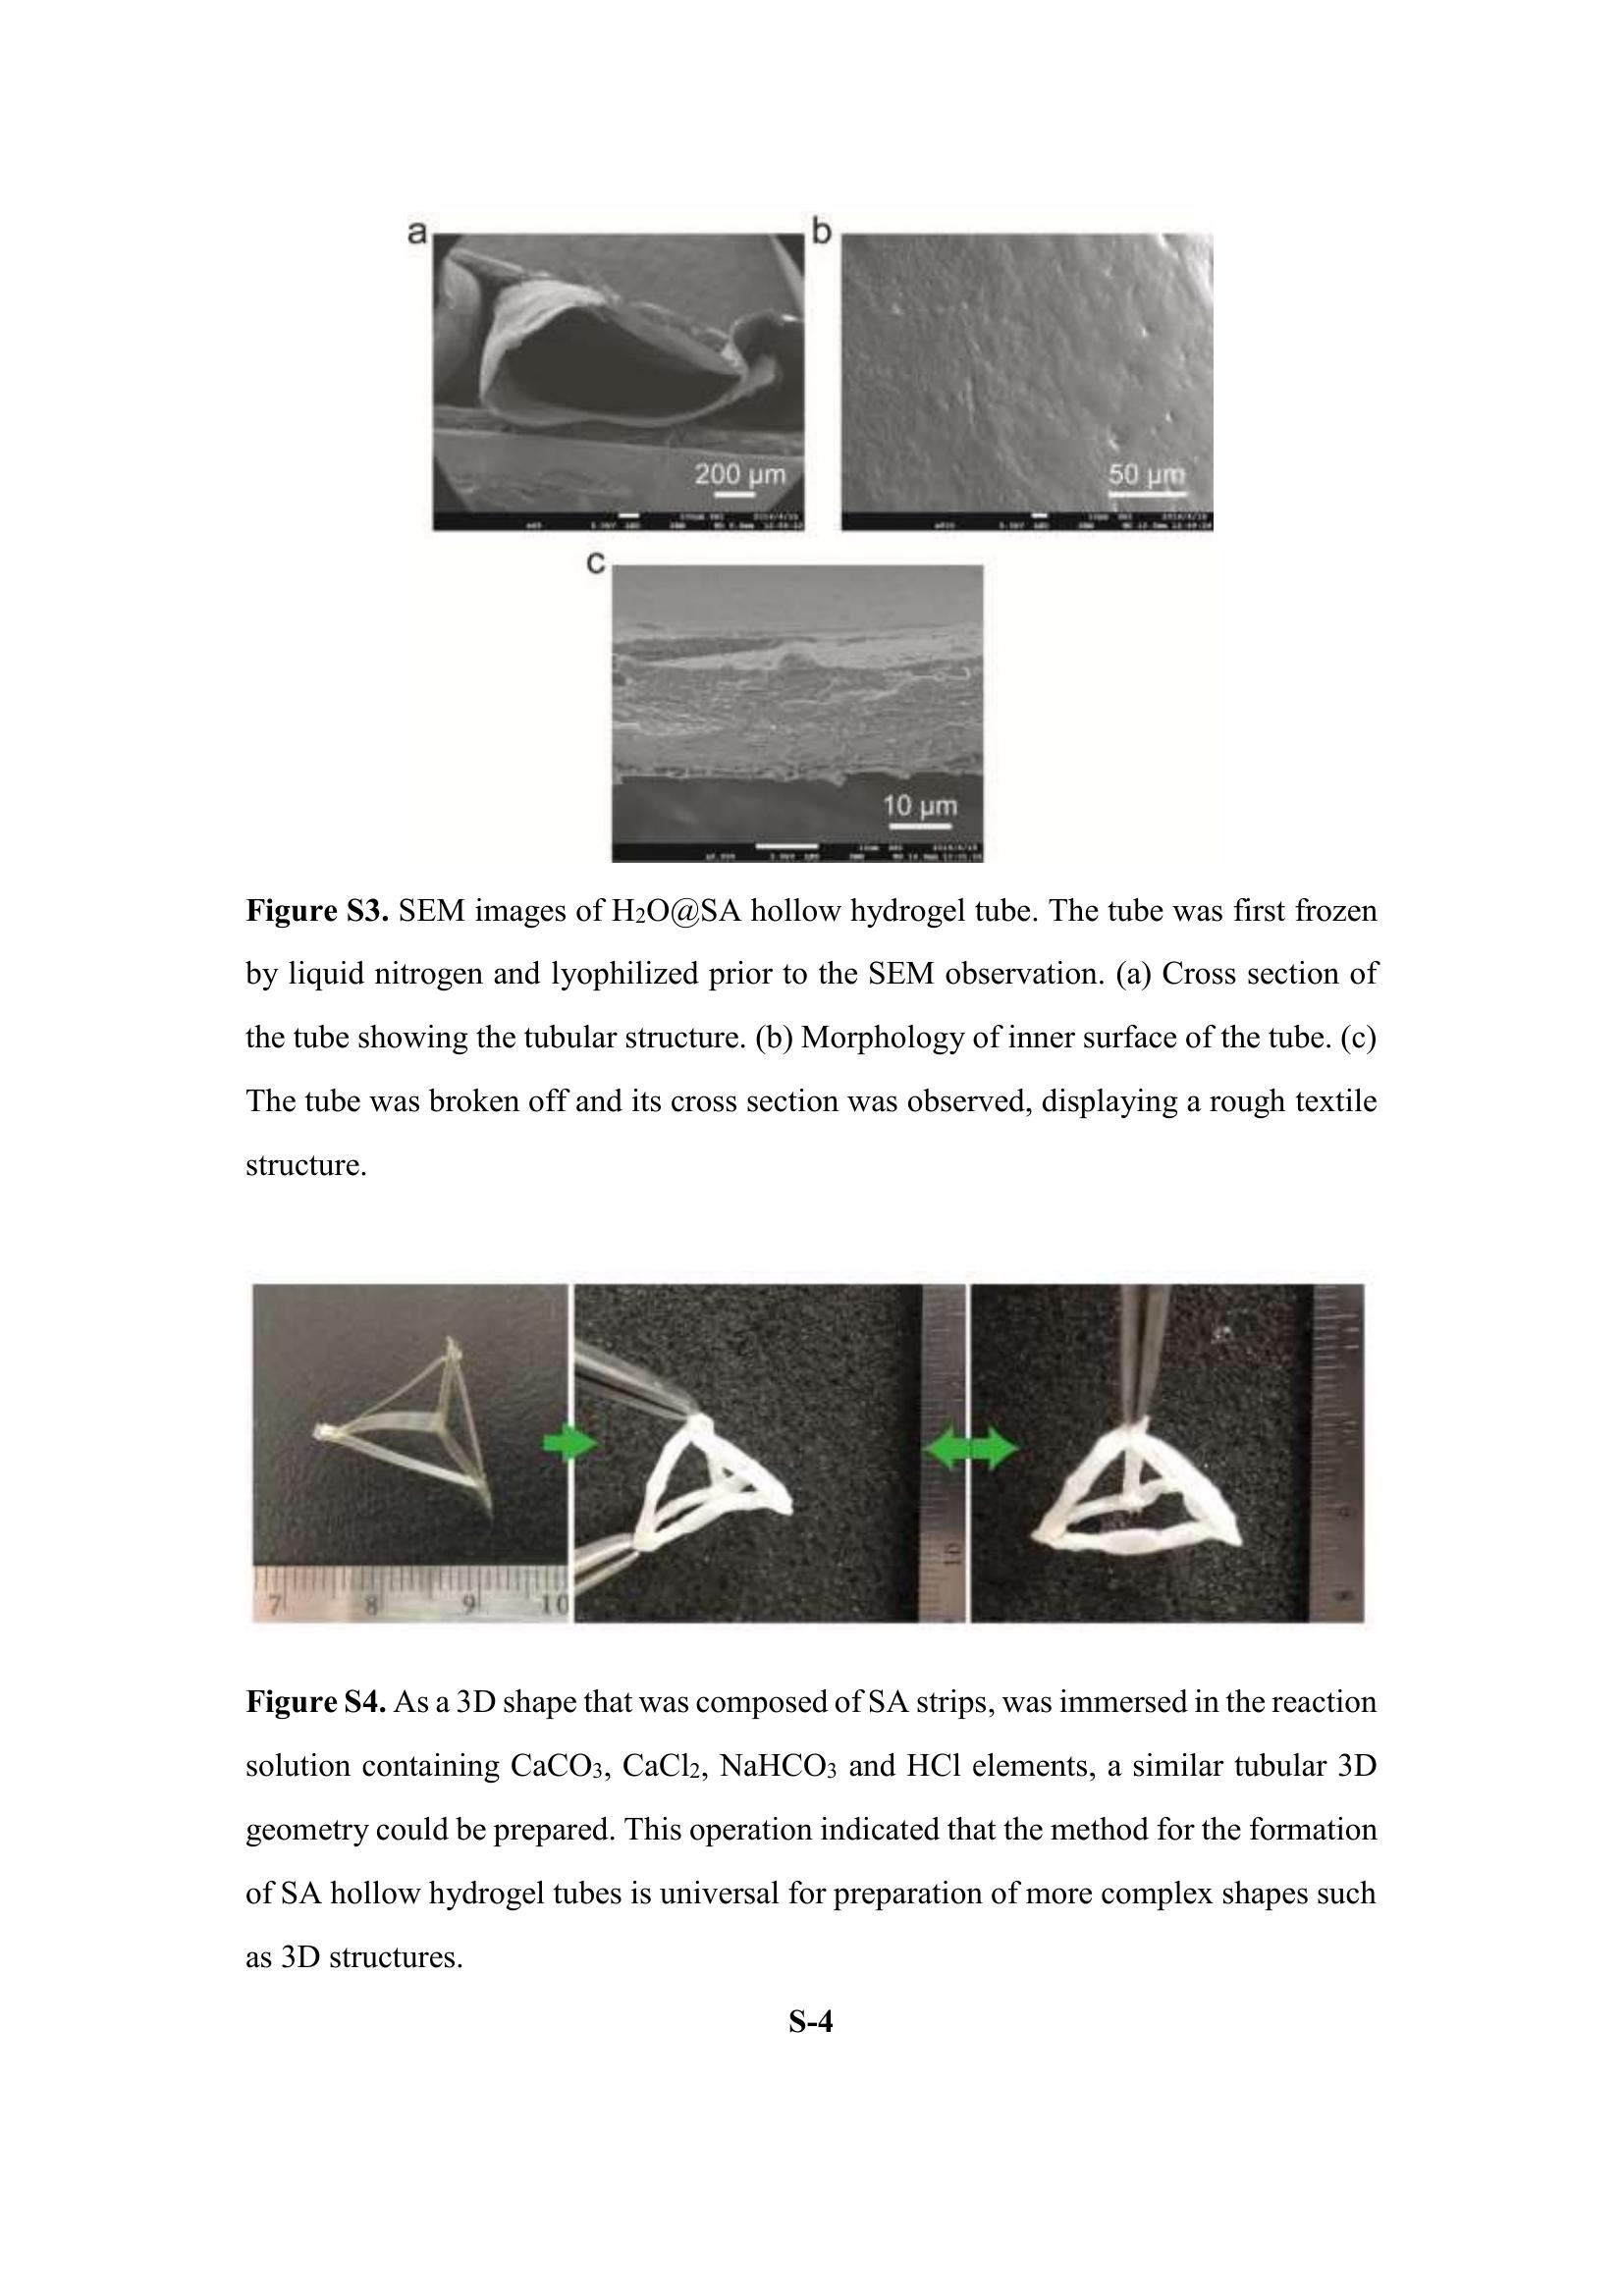 a
b
200 μm
50 μm
c
10 μm
Figure S3. SEM images of H₂O@SA hollow hydrogel tube. The tube was first frozen
by liquid nitrogen and lyophilized prior to the SEM observation. (a) Cross section of
the tube showing the tubular structure. (b) Morphology of inner surface of the tube. (c)
The tube was broken off and its cross section was observed, displaying a rough textile
structure.
10
7 8 9 10
Figure S4. As a 3D shape that was composed of SA strips, was immersed in the reaction
solution containing CaCO₃, CaCl₂, NaHCO₃ and HCl elements, a similar tubular 3D
geometry could be prepared. This operation indicated that the method for the formation
of SA hollow hydrogel tubes is universal for preparation of more complex shapes such
as 3D structures.
S-4